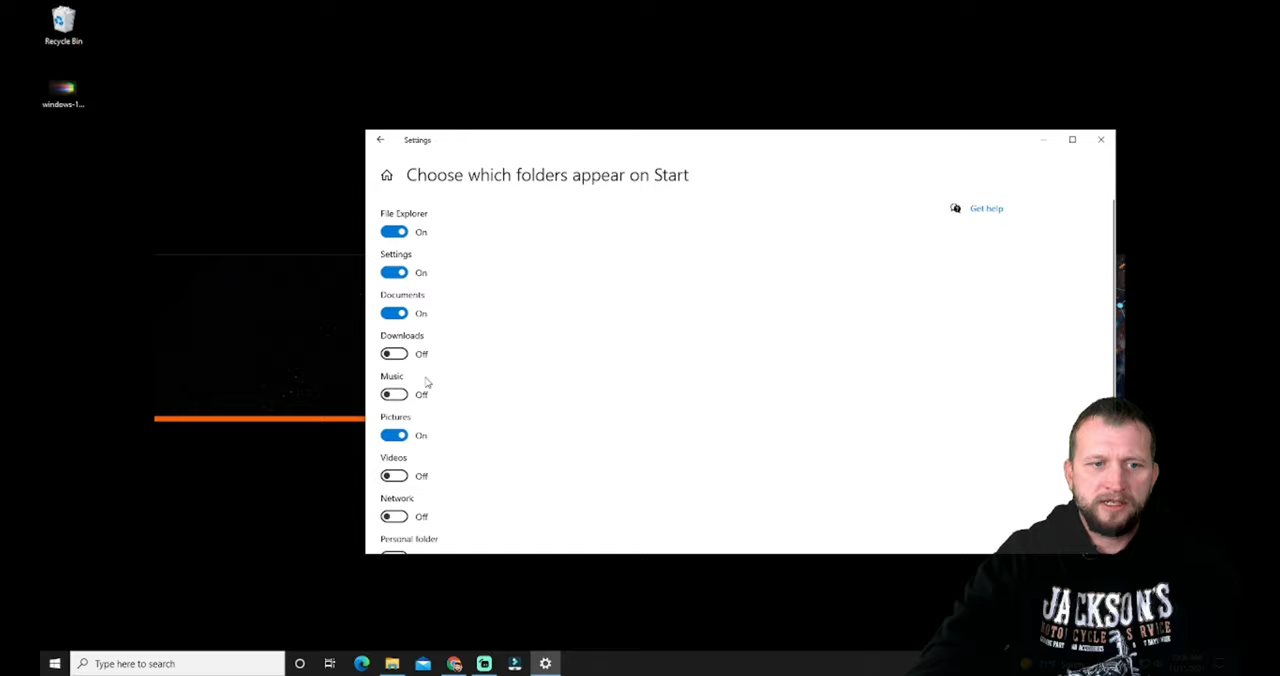 Recycle Bin
windows-1...
Settings
Choose which folders appear on Start
Get help
File Explorer
On
Settings
On
Documents
On
Downloads
Off
Music
Off
Pictures
On
Videos
Off
Network
Off
Personal folder
JACKSON'S
Type here to search